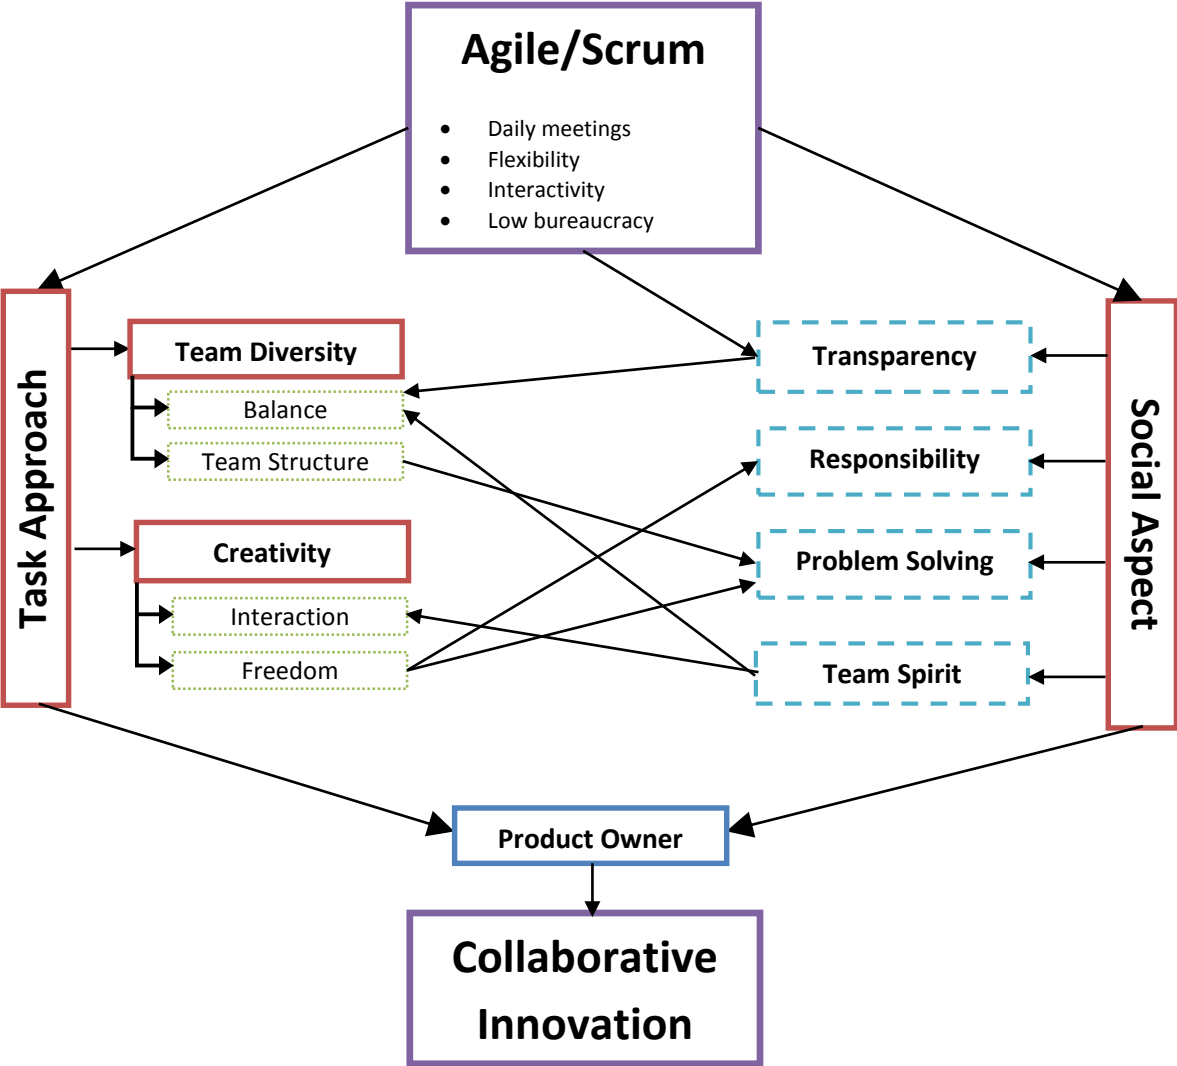 Agile/Scrum
• Daily meetings
• Flexibility
• Interactivity
• Low bureaucracy
Task Approach
Team Diversity
Balance
Team Structure
Creativity
Interaction
Freedom
Transparency
Responsibility
Problem Solving
Team Spirit
Social Aspect
Product Owner
Collaborative
Innovation